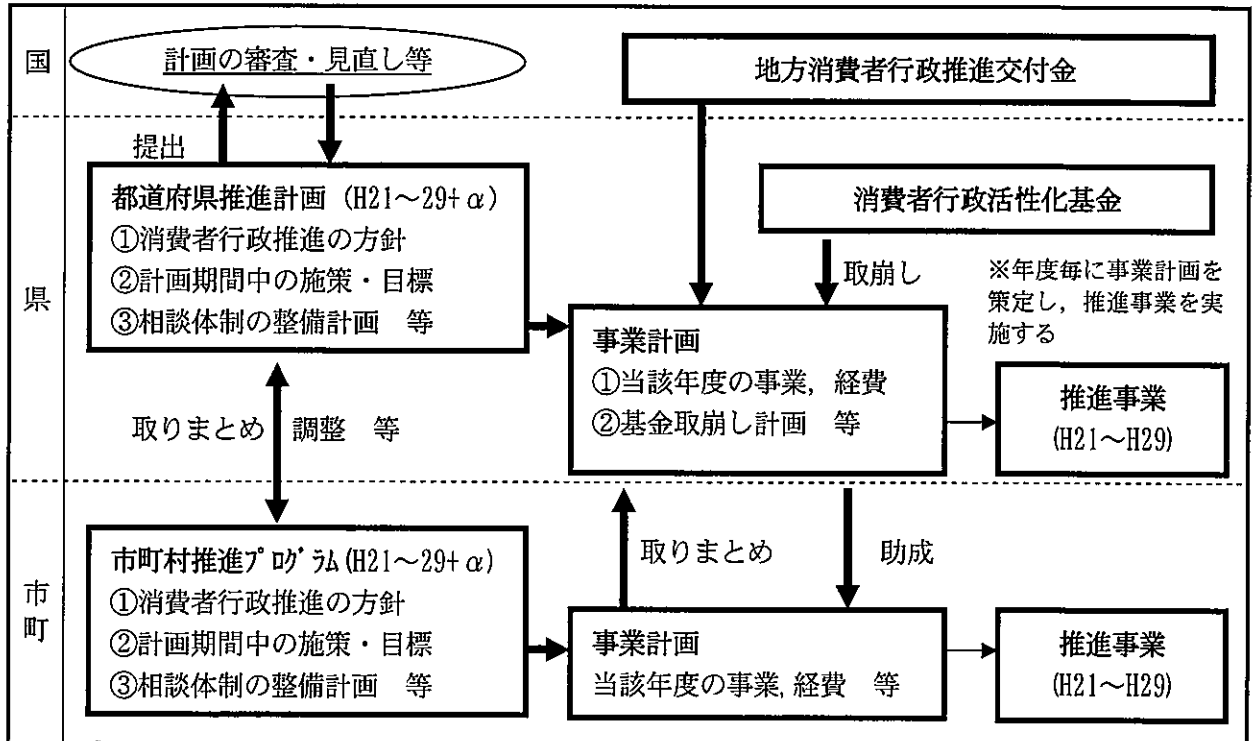 国
計画の審査・見直し等
地方消費者行政推進交付金
県
提出
都道府県推進計画 (H21～29+α)
①消費者行政推進の方針
②計画期間中の施策・目標
③相談体制の整備計画　等
消費者行政活性化基金
取崩し
※年度毎に事業計画を
策定し，推進事業を実
施する
事業計画
①当該年度の事業，経費
②基金取崩し計画　等
推進事業
(H21～H29)
取りまとめ　調整　等
市
町
市町村推進ﾌﾟﾛｸﾞﾗﾑ(H21～29+α)
①消費者行政推進の方針
②計画期間中の施策・目標
③相談体制の整備計画　等
取りまとめ
助成
事業計画
当該年度の事業，経費　等
推進事業
(H21～H29)